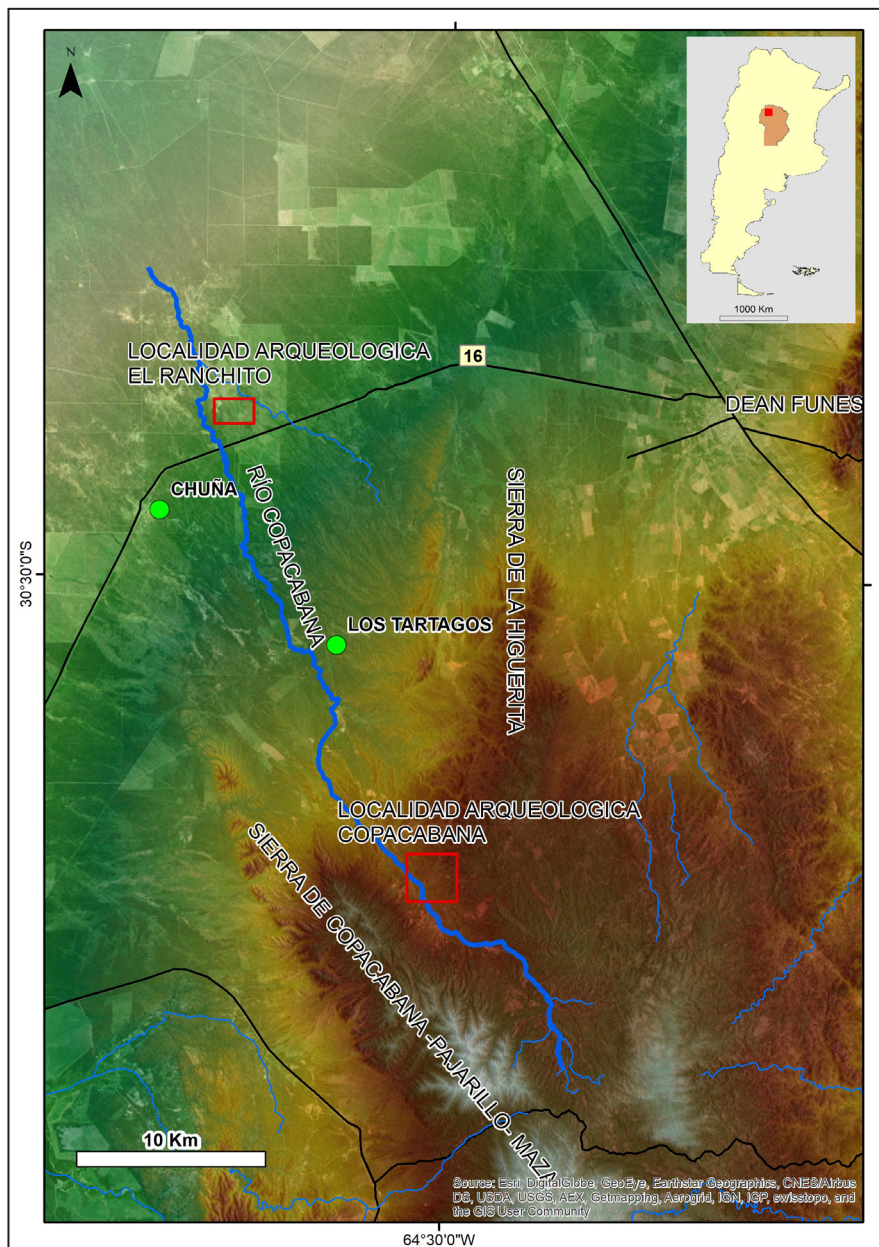 N
1000 Km
LOCALIDAD ARQUEOLOGICA
EL RANCHITO
16
DEAN FUNES
CHUÑA
RÍO COPACABANA
SIERRA DE LA HIGUERITA
30°30'0"S
LOS TARTAGOS
LOCALIDAD ARQUEOLOGICA
COPACABANA
SIERRA DE COPACABANA -PAJARILLO- MAZA
10 Km
Source: Esri, DigitalGlobe, GeoEye, Earthstar Geographics, CNES/Airbus
DS, USDA, USGS, AEX, Getmapping, Aerogrid, IGN, IGP, swisstopo, and
the GIS User Community
64°30'0"W